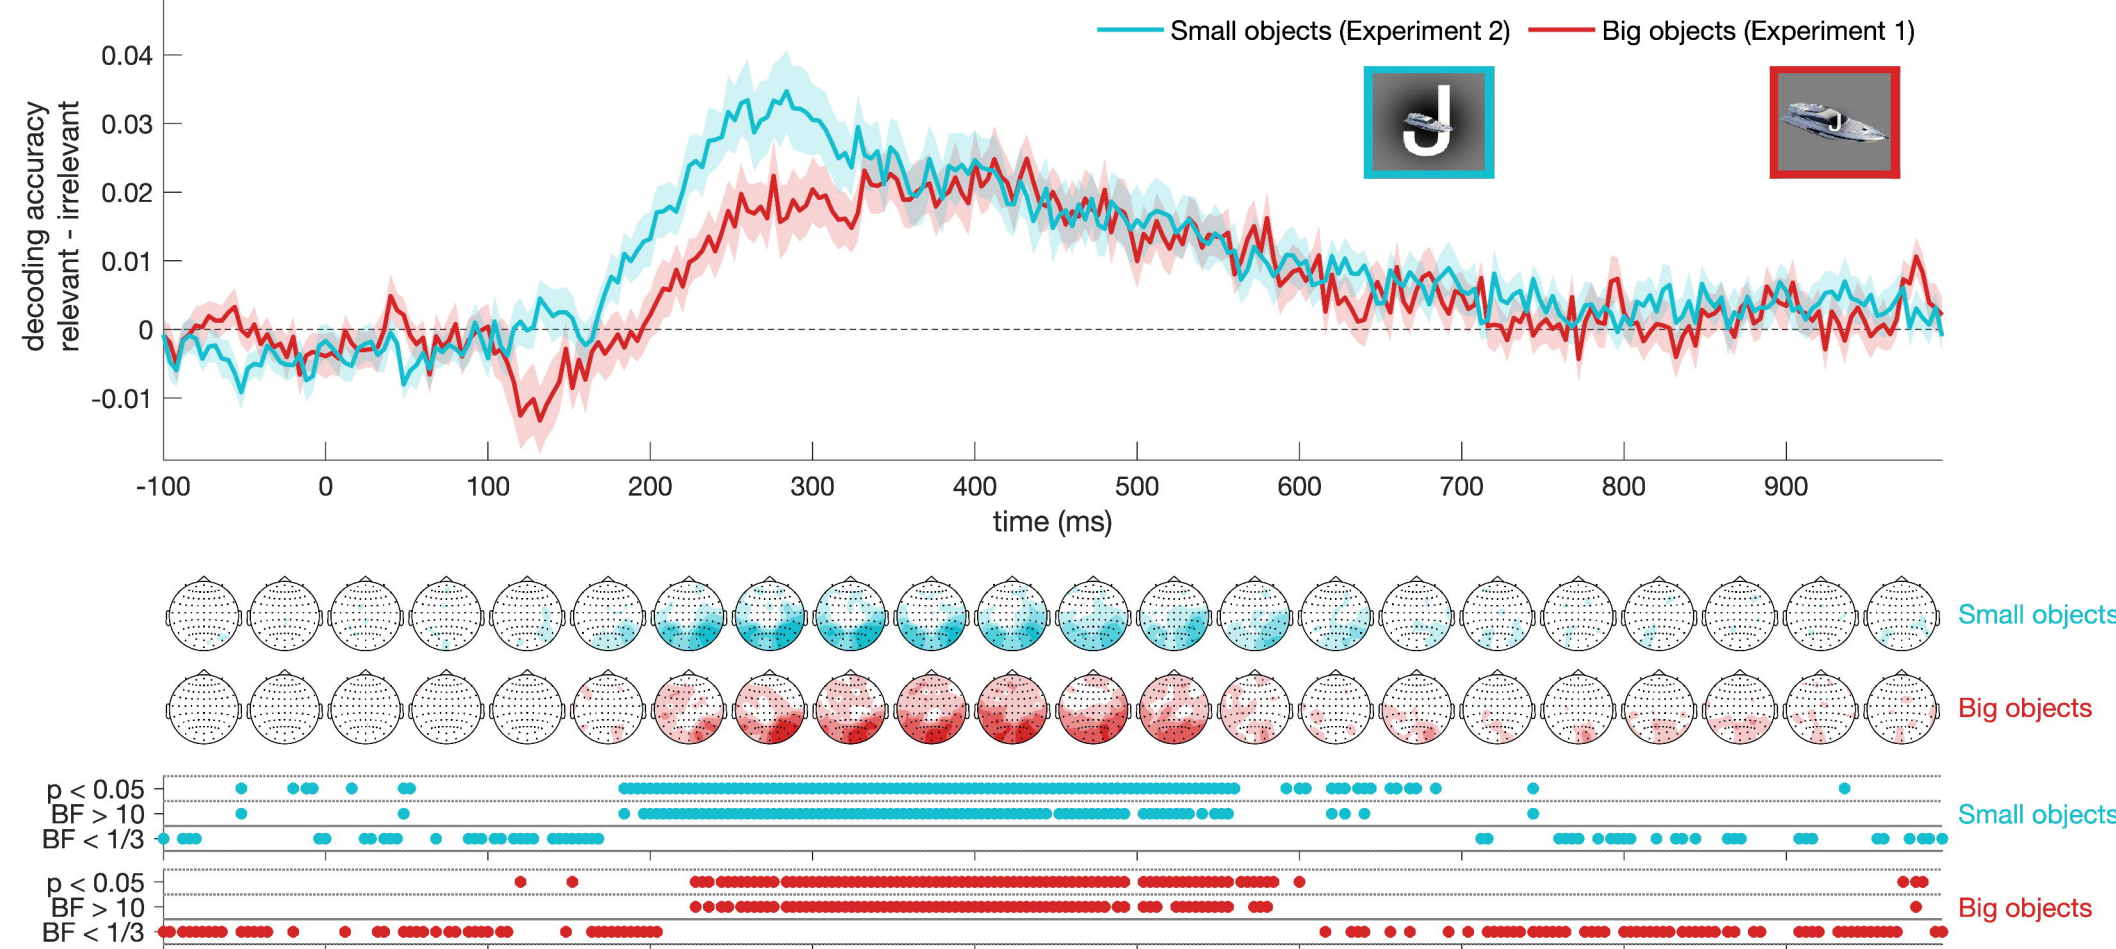 Small objects (Experiment 2) Big objects (Experiment 1)
decoding accuracy
relevant - irrelevant
0.04
0.03
0.02
0.01
0
-0.01
J
J
-100 0 100 200 300 400 500 600 700 800 900
time (ms)
Small objects
Big objects
p < 0.05
BF > 10
BF < 1/3
Small objects
p < 0.05
BF > 10
BF < 1/3
Big objects